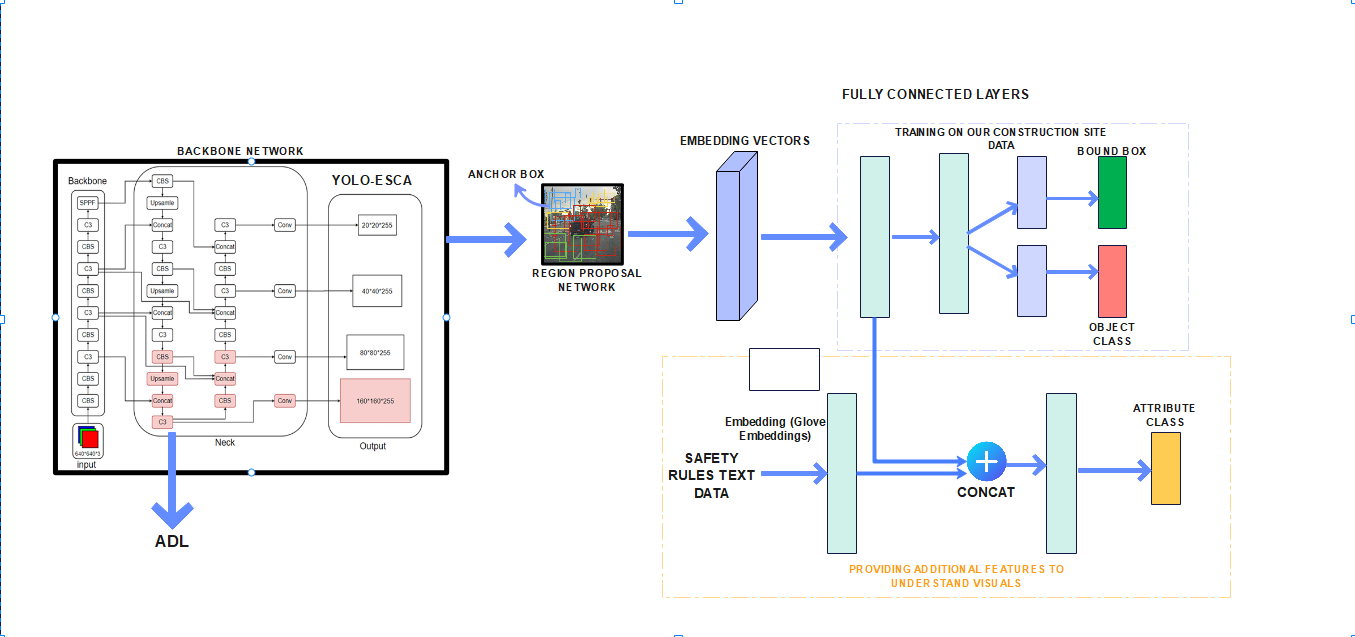 BACKBONE NETWORK
YOLO-ESCA
Backbone
SPPF
C3
CBS
C3
CBS
C3
CBS
C3
CBS
CBS
640*640*3
input
CBS
Upsamle
Concat
C3
CBS
Upsamle
Concat
C3
CBS
Upsamle
Concat
C3
C3
Concat
CBS
C3
Concat
CBS
C3
Concat
CBS
Neck
Conv
Conv
Conv
Conv
20*20*255
40*40*255
80*80*255
160*160*255
Output
ADL
ANCHOR BOX
REGION PROPOSAL
NETWORK
EMBEDDING VECTORS
FULLY CONNECTED LAYERS
TRAINING ON OUR CONSTRUCTION SITE
DATA
BOUND BOX
OBJECT
CLASS
Embedding (Glove
Embeddings)
SAFETY
RULES TEXT
DATA
CONCAT
ATTRIBUTE
CLASS
PROVIDING ADDITIONAL FEATURES TO
UNDERSTAND VISUALS